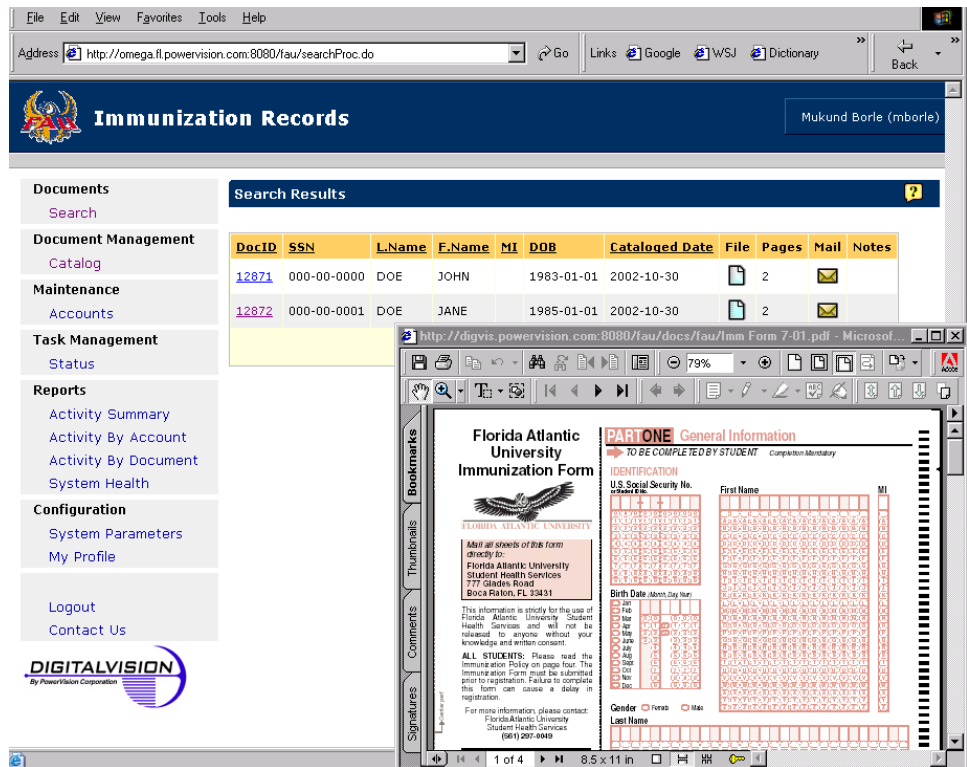 File Edit View Favorites Tools Help
Address http://omega.fl.powervision.com:8080/fau/searchProc.do Go Links Google WSJ Dictionary » Back »
FAU Immunization Records Mukund Borle (mborle)
Documents
Search
Document Management
Catalog
Maintenance
Accounts
Task Management
Status
Reports
Activity Summary
Activity By Account
Activity By Document
System Health
Configuration
System Parameters
My Profile
Logout
Contact Us
DIGITALVISION
By PowerVision Corporation
Search Results ?
DocID SSN L.Name F.Name MI DOB Cataloged Date File Pages Mail Notes
12871 000-00-0000 DOE JOHN 1983-01-01 2002-10-30 2
12872 000-00-0001 DOE JANE 1985-01-01 2002-10-30 2
http://digvis.powervision.com:8080/fau/docs/fau/Imm Form 7-01.pdf - Microsof...
79%
Adobe
Bookmarks
Thumbnails
Comments
Signatures
Florida Atlantic
University
Immunization Form
FLORIDA ATLANTIC UNIVERSITY
Mail all sheets of this form
directly to:
Florida Atlantic University
Student Health Services
777 Glades Road
Boca Raton, FL 33431
This information is strictly for the use of
Florida Atlantic University Student
Health Services and will not be
released to anyone without your
knowledge and written consent.
ALL STUDENTS: Please read the
Immunization Policy on page four. The
Immunization Form must be submitted
prior to registration. Failure to complete
this form can cause a delay in
registration.
For more information, please contact:
Florida Atlantic University
Student Health Services
(561) 297-0049
PART ONE General Information
TO BE COMPLETED BY STUDENT Completion Mandatory
IDENTIFICATION
U.S. Social Security No.
or Student ID No.
First Name
MI
Birth Date (Month, Day, Year)
Jan
Feb
Mar
Apr
May
June
July
Aug
Sept
Oct
Nov
Dec
Gender Female Male
Last Name
1 of 4 8.5 x 11 in